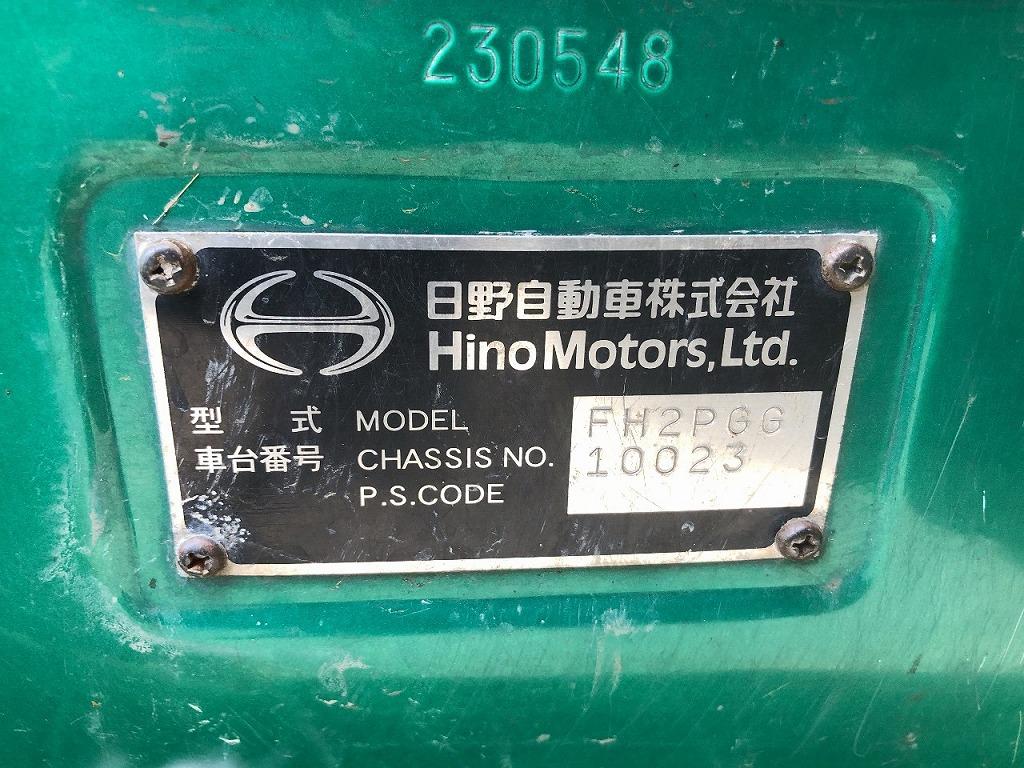 230548
日野自動車株式会社
Hino Motors, Ltd.
型 式 MODEL FH2PGG
車台番号 CHASSIS NO. 10023
P.S.CODE